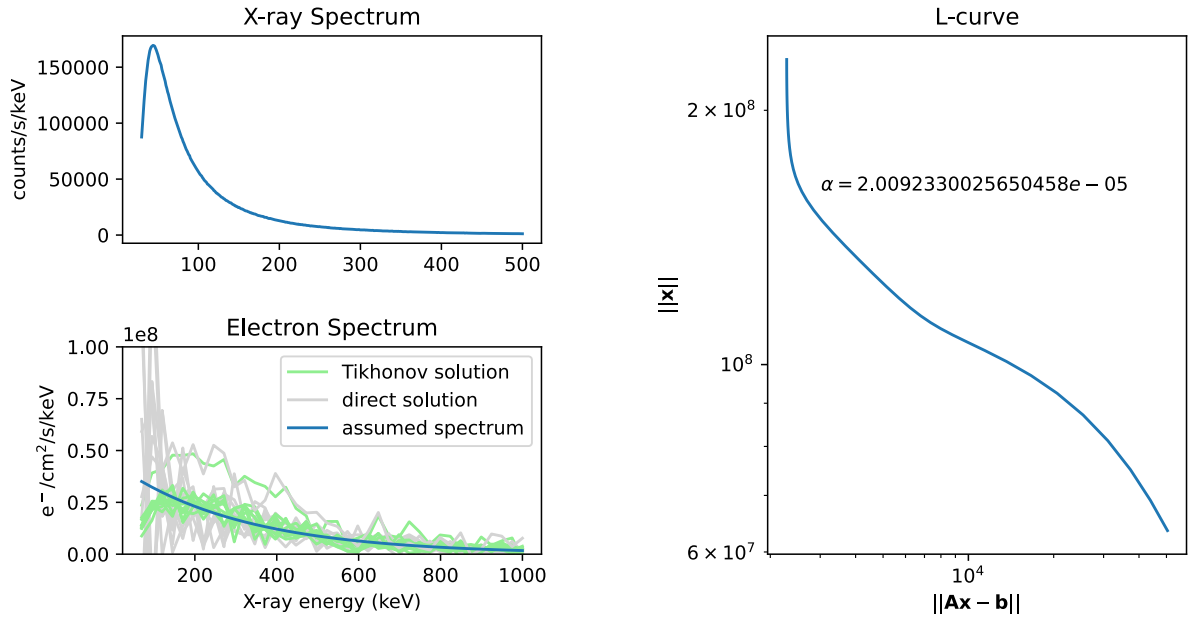 X-ray Spectrum
counts/s/keV
150000
100000
50000
0
100 200 300 400 500
Electron Spectrum
1e8
e⁻/cm²/s/keV
1.00
0.75
0.50
0.25
0.00
Tikhonov solution
direct solution
assumed spectrum
200 400 600 800 1000
X-ray energy (keV)
L-curve
||x||
2 × 10⁸
10⁸
6 × 10⁷
α = 2.0092330025650458e − 05
10⁴
||Ax − b||